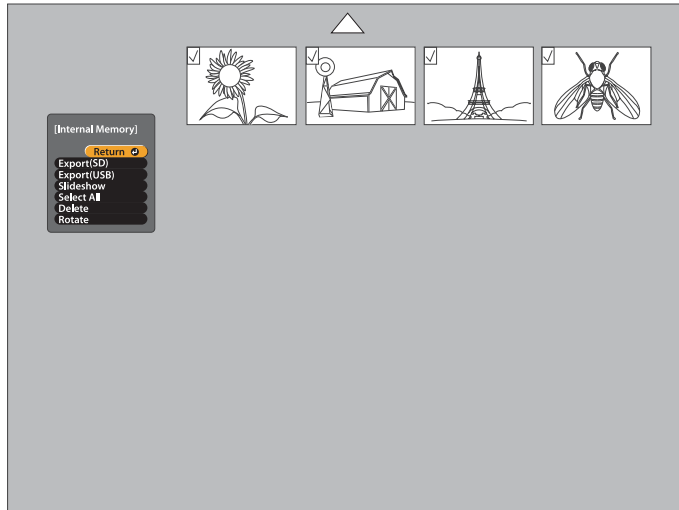 [Internal Memory]
Return
Export(SD)
Export(USB)
Slideshow
Select All
Delete
Rotate